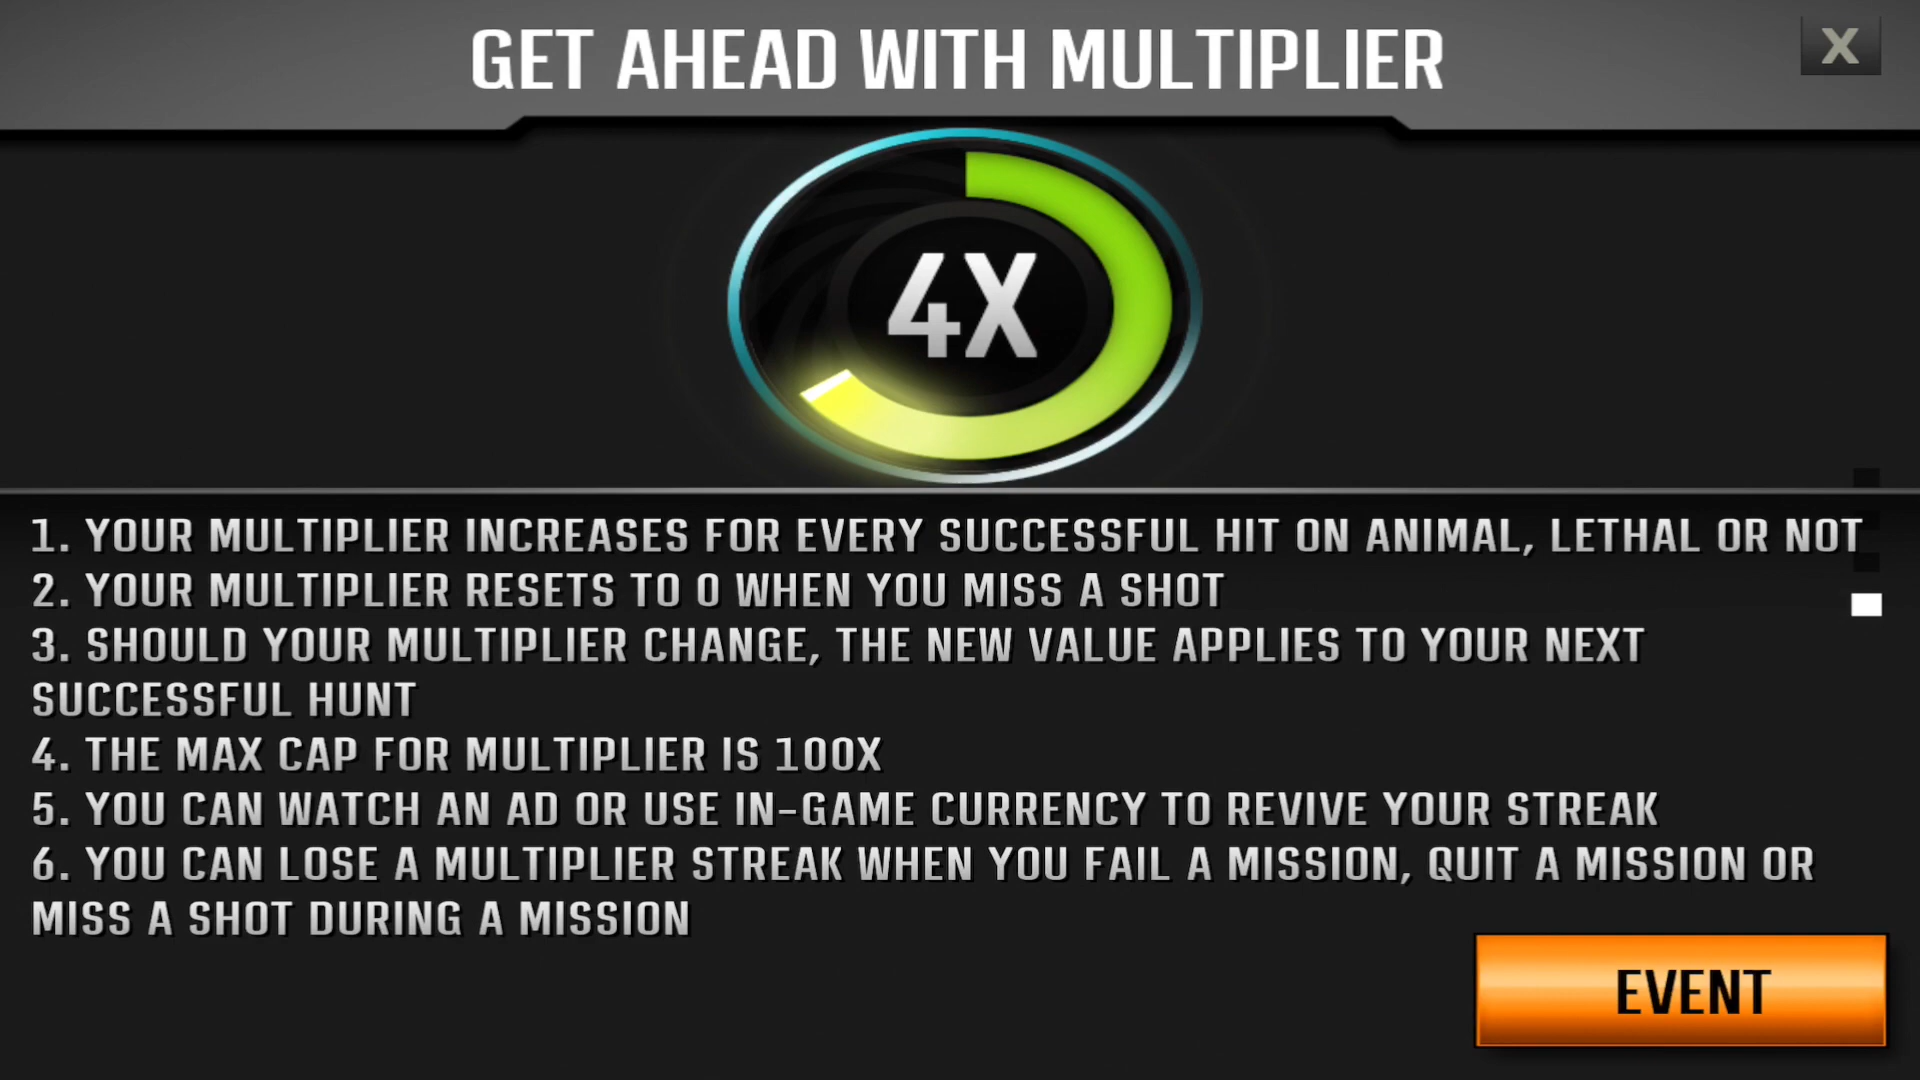 GET AHEAD WITH MULTIPLIER
X
4X
1. YOUR MULTIPLIER INCREASES FOR EVERY SUCCESSFUL HIT ON ANIMAL, LETHAL OR NOT
2. YOUR MULTIPLIER RESETS TO 0 WHEN YOU MISS A SHOT
3. SHOULD YOUR MULTIPLIER CHANGE, THE NEW VALUE APPLIES TO YOUR NEXT
SUCCESSFUL HUNT
4. THE MAX CAP FOR MULTIPLIER IS 100X
5. YOU CAN WATCH AN AD OR USE IN-GAME CURRENCY TO REVIVE YOUR STREAK
6. YOU CAN LOSE A MULTIPLIER STREAK WHEN YOU FAIL A MISSION, QUIT A MISSION OR
MISS A SHOT DURING A MISSION
EVENT